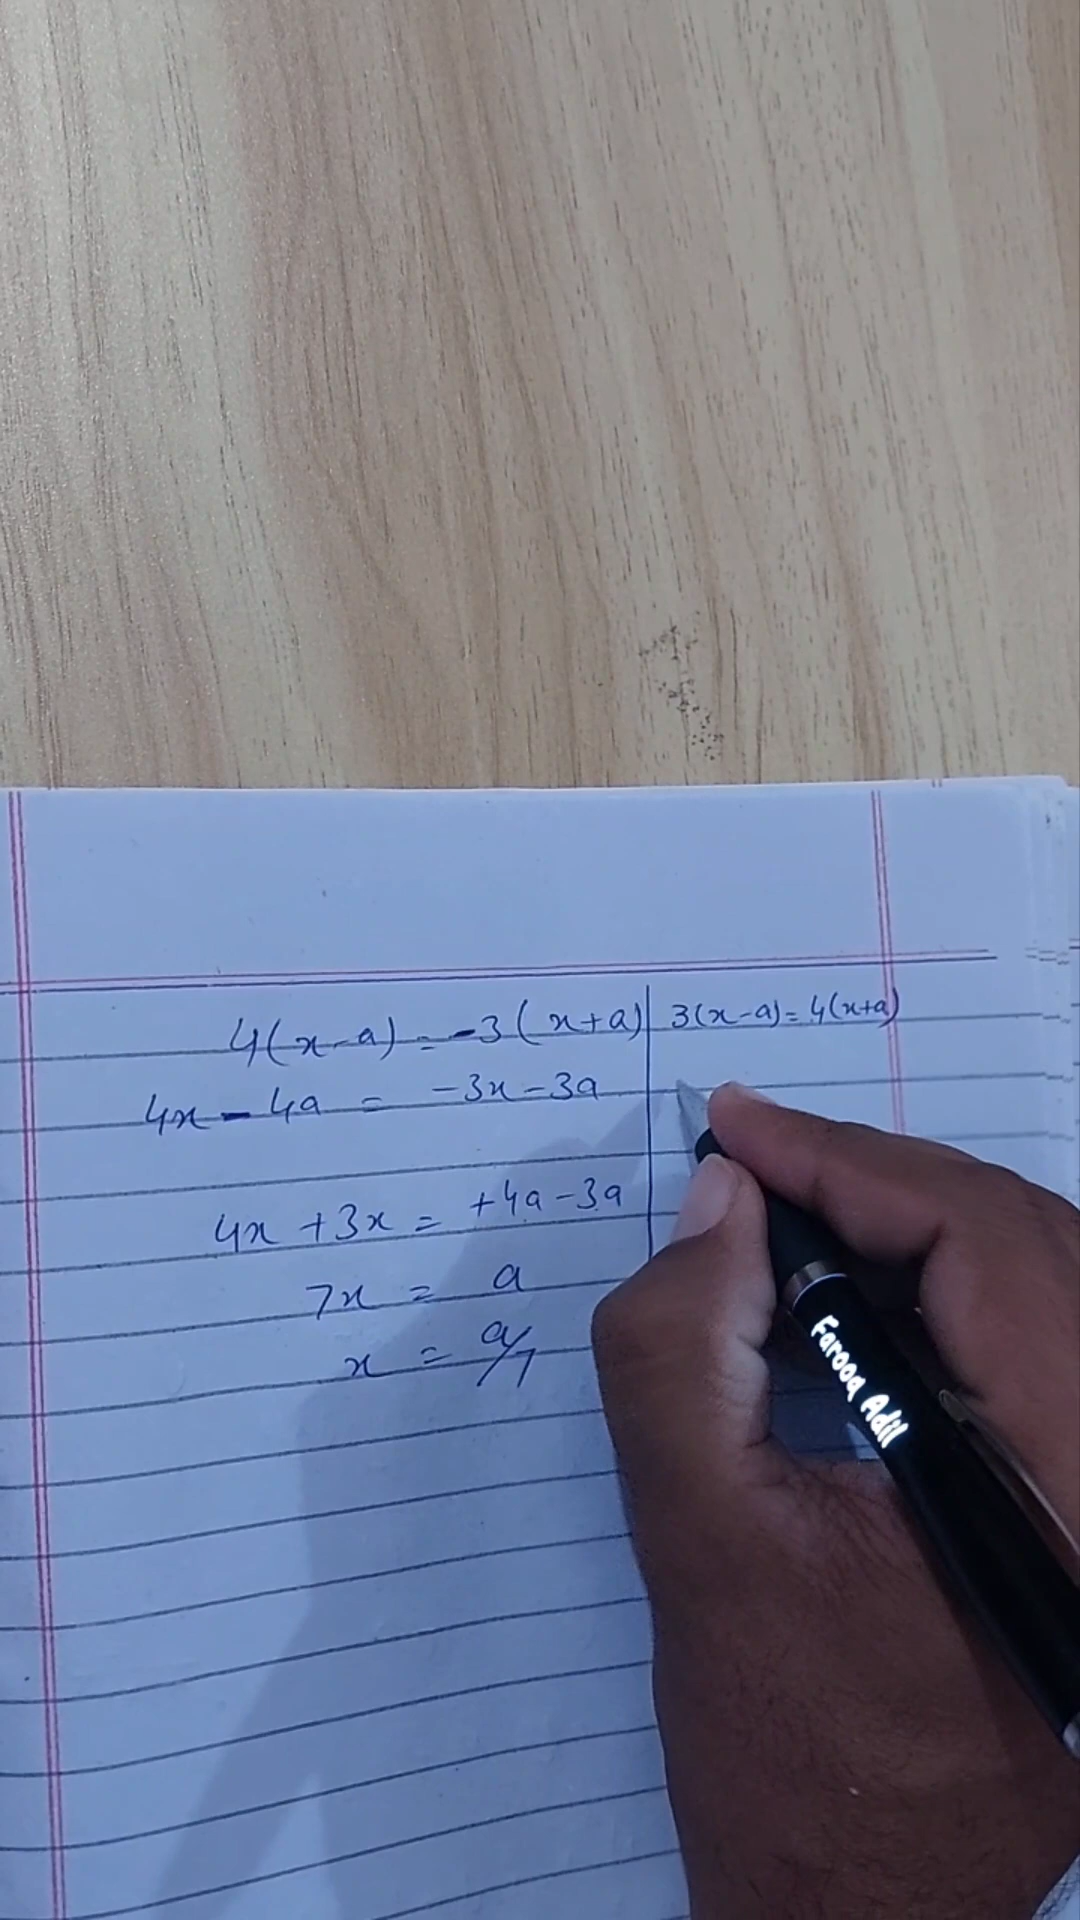 4(x-a) = -3(x+a)
4x - 4a = -3x-3a
4x +3x = +4a-3a
7x = a
x = a/7
3(x-a) = 4(x+a)
Farooq Adil